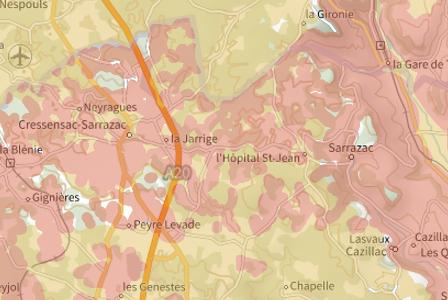 Nespouls
la Gironie
la Gare de
Neyragues
Cressensac-Sarrazac
la Jarrige
la Blénie
l'Hôpital St-Jean
Sarrazac
A20
Gignières
Peyre Levade
Lasvaux
Cazillac
Cazilla
Les Q
eyjol
les Genestes
Chapelle